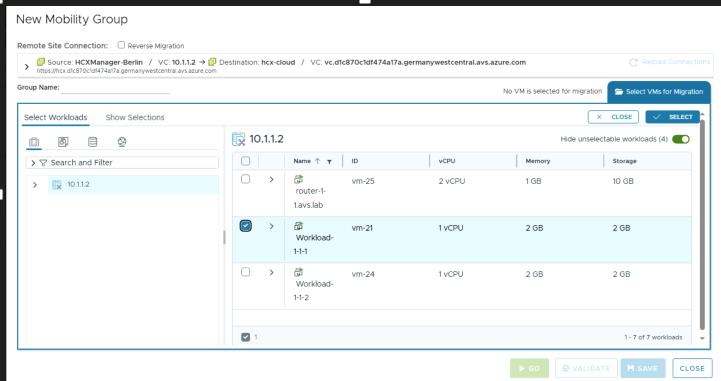 New Mobility Group
Remote Site Connection: Reverse Migration
Source: HCXManager-Berlin / VC: 10.1.1.2 → Destination: hcx-cloud / VC: vc.d1c870c1df474a17a.germanywestcentral.avs.azure.com
https://hcx.d1c870c1df474a17a.germanywestcentral.avs.azure.com
Reload Connections
Group Name:
No VM is selected for migration
Select VMs for Migration
Select Workloads Show Selections
CLOSE SELECT
10.1.1.2
Hide unselectable workloads (4)
Search and Filter
10.1.1.2
Name ID vCPU Memory Storage
router-1-
1.avs.lab
vm-25 2 vCPU 1 GB 10 GB
Workload-
1-1-1
vm-21 1 vCPU 2 GB 2 GB
Workload-
1-1-2
vm-24 1 vCPU 2 GB 2 GB
1
1 - 7 of 7 workloads
GO VALIDATE SAVE CLOSE